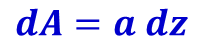 dA = a dz